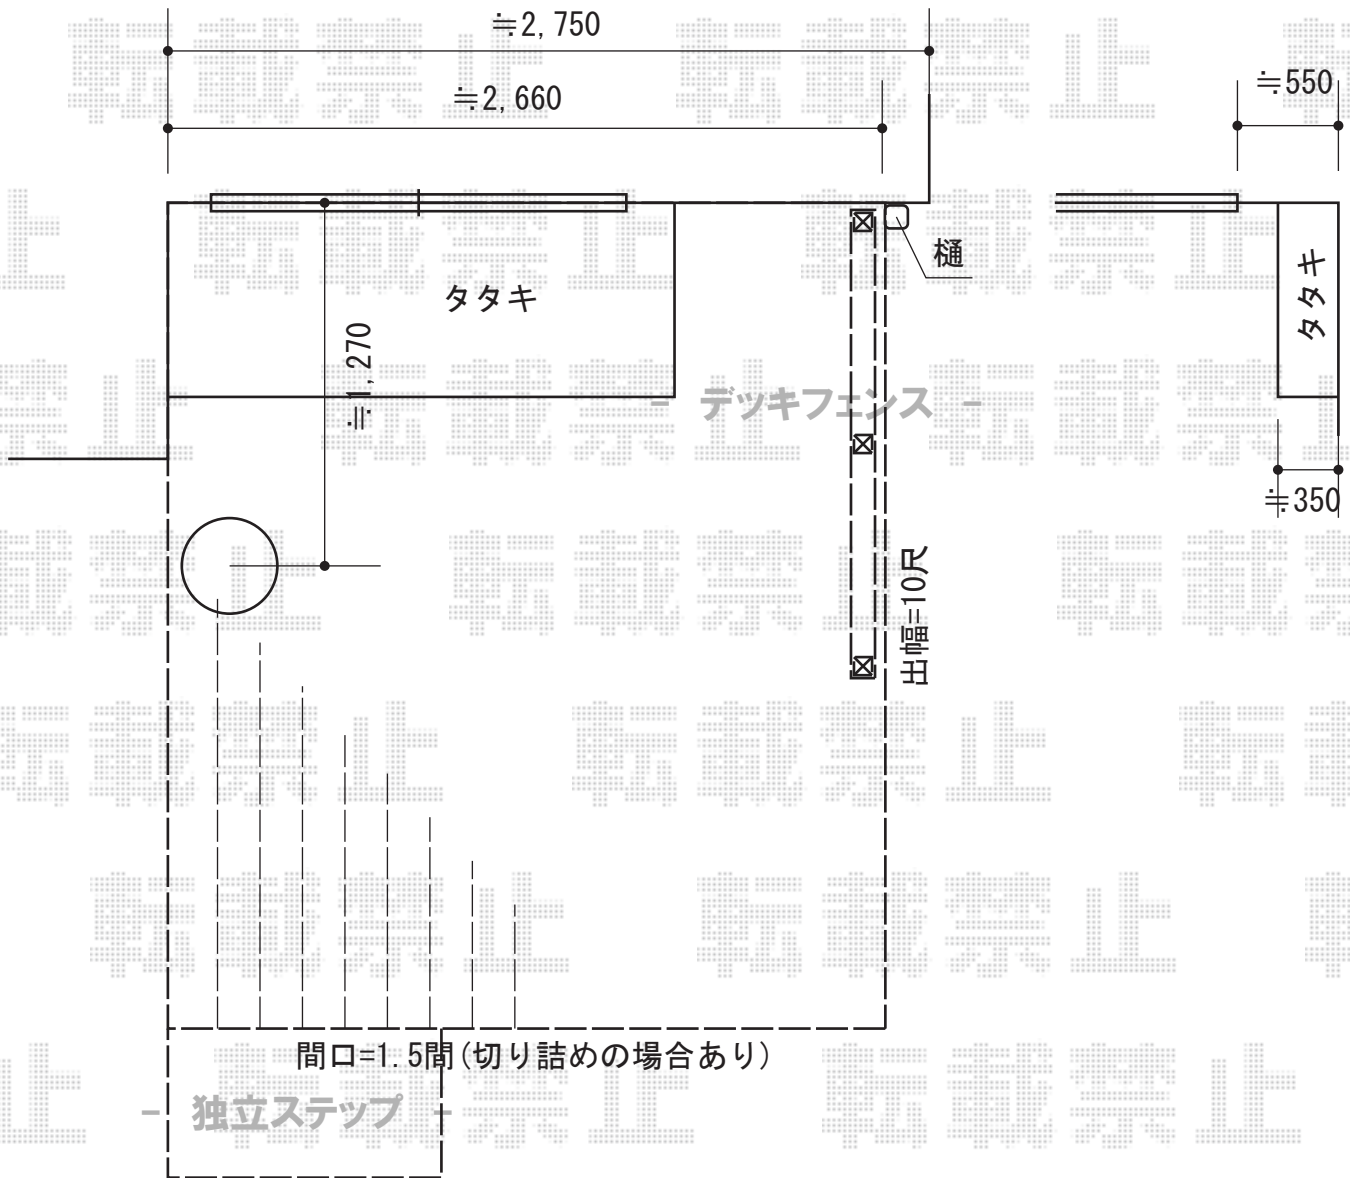 ≒2,750
≒2,660
≒550
樋
タタキ
タタキ
≒1,270
- デッキフェンス -
≒350
出幅=10尺
間口=1.5間(切り詰めの場合あり)
- 独立ステップ -
転載禁止